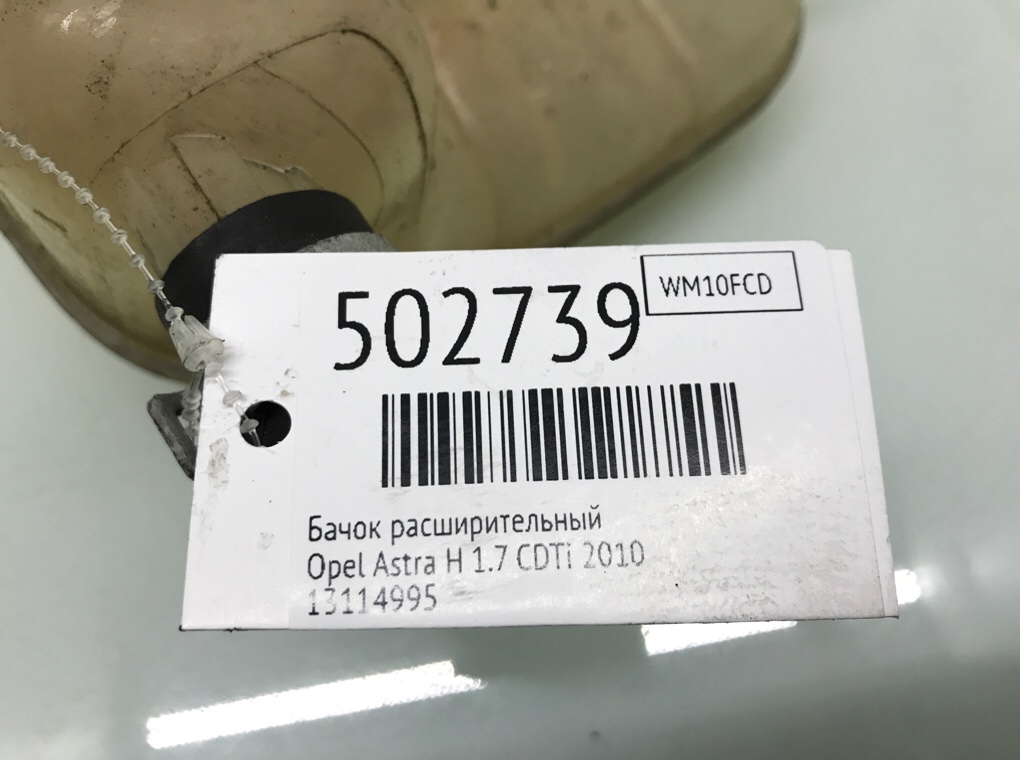 502739
WM10FCD
Бачок расширительный
Opel Astra H 1.7 CDTi 2010
13114995